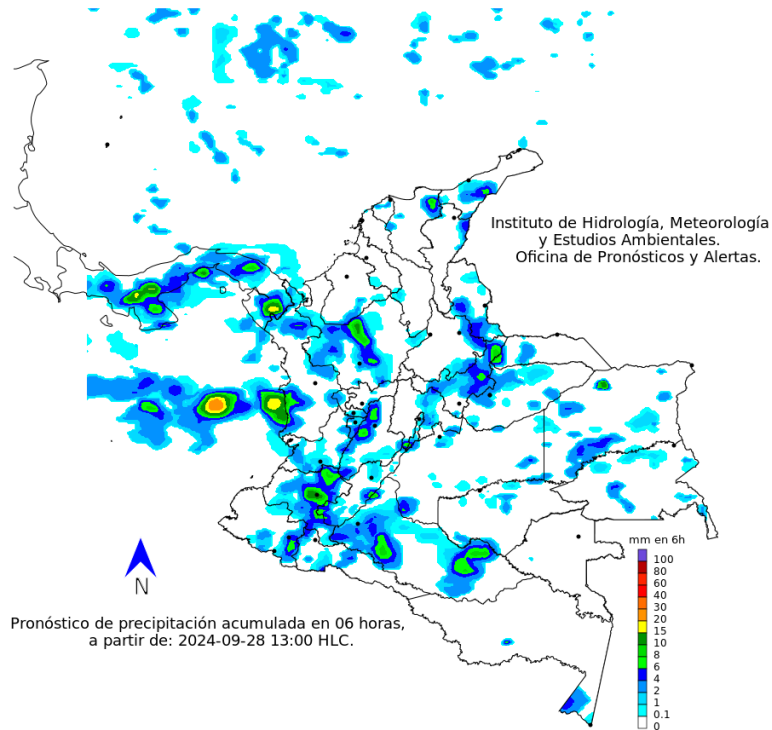 Instituto de Hidrología, Meteorología
y Estudios Ambientales.
Oficina de Pronósticos y Alertas.
mm en 6h
100
80
60
40
30
20
15
10
8
6
4
2
1
0.1
0
N
Pronóstico de precipitación acumulada en 06 horas,
a partir de: 2024-09-28 13:00 HLC.